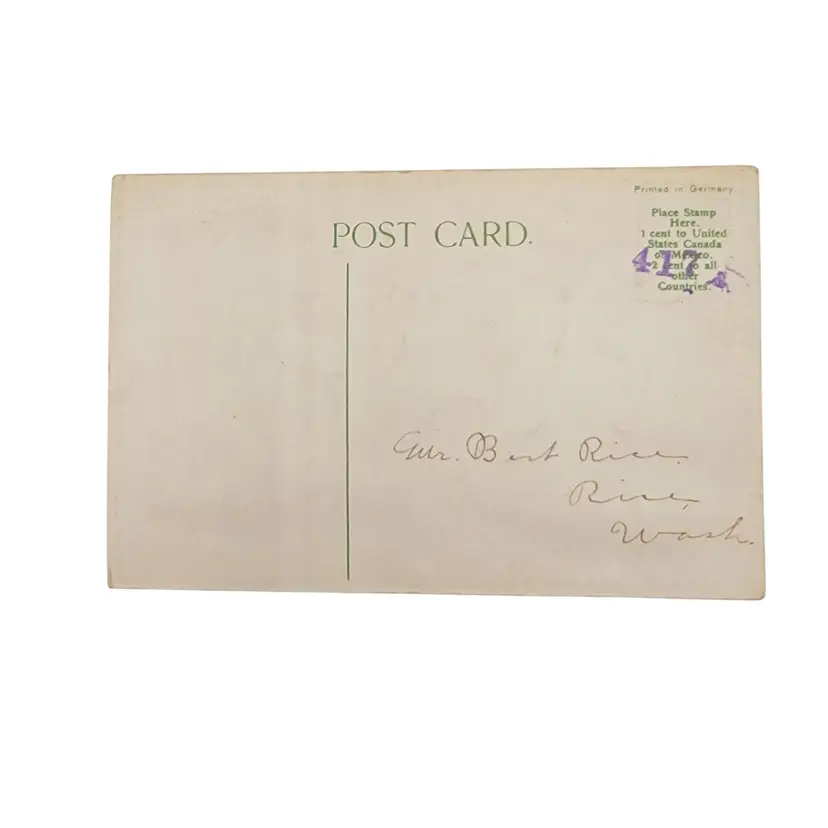 Printed in Germany
POST CARD.
Place Stamp
Here.
1 cent to United
States Canada
or Mexico.
2 cent to all
other
Countries.
417
Mr. Bert Rice.
Rice,
Wash.